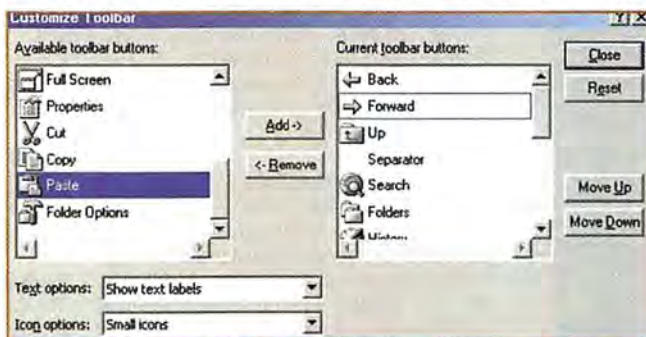 Customize Toolbar
Available toolbar buttons:
Full Screen
Properties
Cut
Copy
Paste
Folder Options
Add ->
<- Remove
Current toolbar buttons:
Back
Forward
Up
Separator
Search
Folders
History
Close
Reset
Move Up
Move Down
Text options: Show text labels
Icon options: Small icons